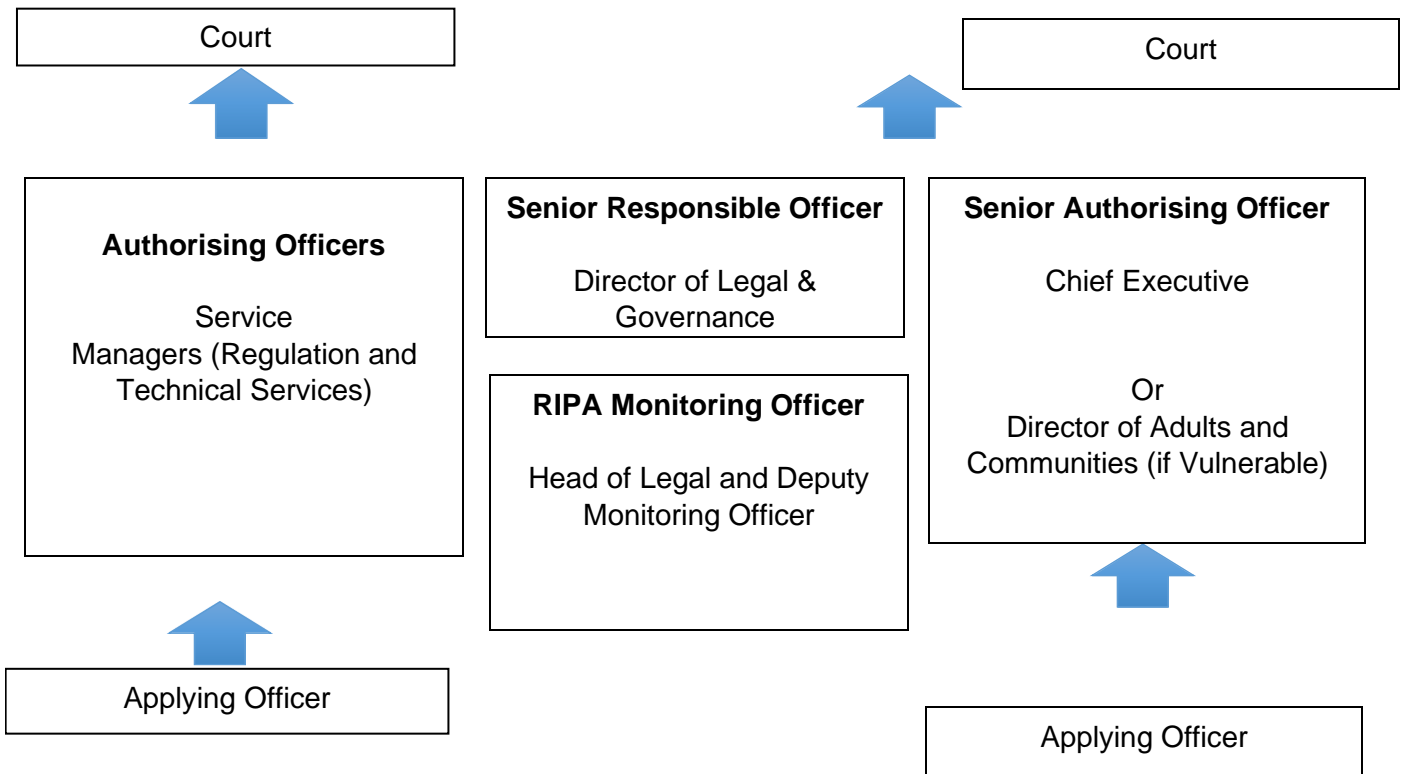 Court
Court
Authorising Officers
Service
Managers (Regulation and
Technical Services)
Senior Responsible Officer
Director of Legal &
Governance
RIPA Monitoring Officer
Head of Legal and Deputy
Monitoring Officer
Senior Authorising Officer
Chief Executive
Or
Director of Adults and
Communities (if Vulnerable)
Applying Officer
Applying Officer